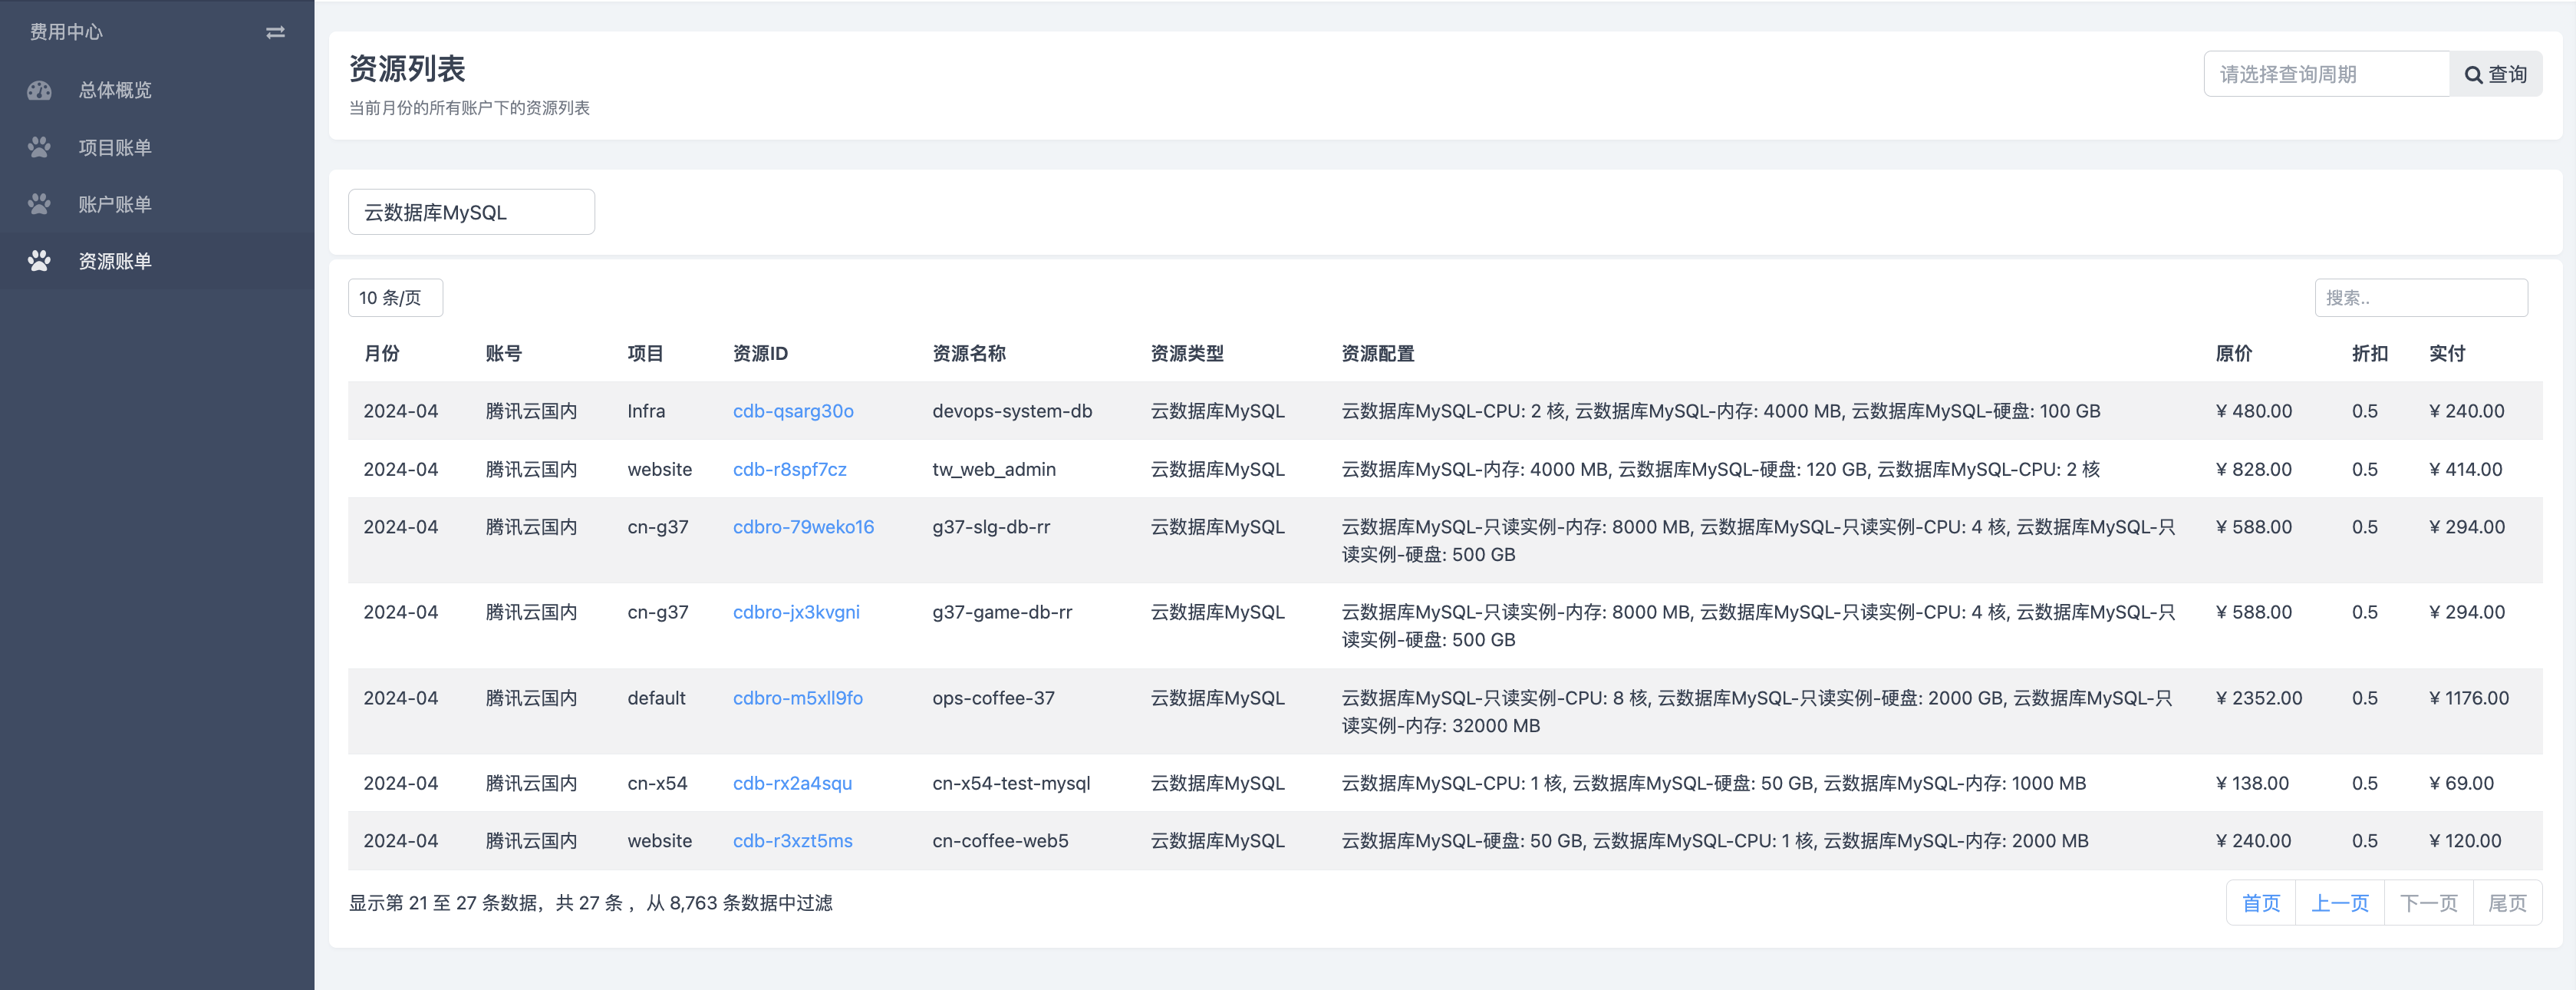 费用中心
总体概览
项目账单
账户账单
资源账单
资源列表
当前月份的所有账户下的资源列表
请选择查询周期 查询
云数据库MySQL
10 条/页
搜索..
月份 账号 项目 资源ID 资源名称 资源类型 资源配置 原价 折扣 实付
2024-04 腾讯云国内 Infra cdb-qsarg30o devops-system-db 云数据库MySQL 云数据库MySQL-CPU: 2 核, 云数据库MySQL-内存: 4000 MB, 云数据库MySQL-硬盘: 100 GB ¥ 480.00 0.5 ¥ 240.00
2024-04 腾讯云国内 website cdb-r8spf7cz tw_web_admin 云数据库MySQL 云数据库MySQL-内存: 4000 MB, 云数据库MySQL-硬盘: 120 GB, 云数据库MySQL-CPU: 2 核 ¥ 828.00 0.5 ¥ 414.00
2024-04 腾讯云国内 cn-g37 cdbro-79weko16 g37-slg-db-rr 云数据库MySQL 云数据库MySQL-只读实例-内存: 8000 MB, 云数据库MySQL-只读实例-CPU: 4 核, 云数据库MySQL-只 ¥ 588.00 0.5 ¥ 294.00
读实例-硬盘: 500 GB
2024-04 腾讯云国内 cn-g37 cdbro-jx3kvgni g37-game-db-rr 云数据库MySQL 云数据库MySQL-只读实例-内存: 8000 MB, 云数据库MySQL-只读实例-CPU: 4 核, 云数据库MySQL-只 ¥ 588.00 0.5 ¥ 294.00
读实例-硬盘: 500 GB
2024-04 腾讯云国内 default cdbro-m5xll9fo ops-coffee-37 云数据库MySQL 云数据库MySQL-只读实例-CPU: 8 核, 云数据库MySQL-只读实例-硬盘: 2000 GB, 云数据库MySQL-只 ¥ 2352.00 0.5 ¥ 1176.00
读实例-内存: 32000 MB
2024-04 腾讯云国内 cn-x54 cdb-rx2a4squ cn-x54-test-mysql 云数据库MySQL 云数据库MySQL-CPU: 1 核, 云数据库MySQL-硬盘: 50 GB, 云数据库MySQL-内存: 1000 MB ¥ 138.00 0.5 ¥ 69.00
2024-04 腾讯云国内 website cdb-r3xzt5ms cn-coffee-web5 云数据库MySQL 云数据库MySQL-硬盘: 50 GB, 云数据库MySQL-CPU: 1 核, 云数据库MySQL-内存: 2000 MB ¥ 240.00 0.5 ¥ 120.00
显示第 21 至 27 条数据，共 27 条 ，从 8,763 条数据中过滤
首页 上一页 下一页 尾页